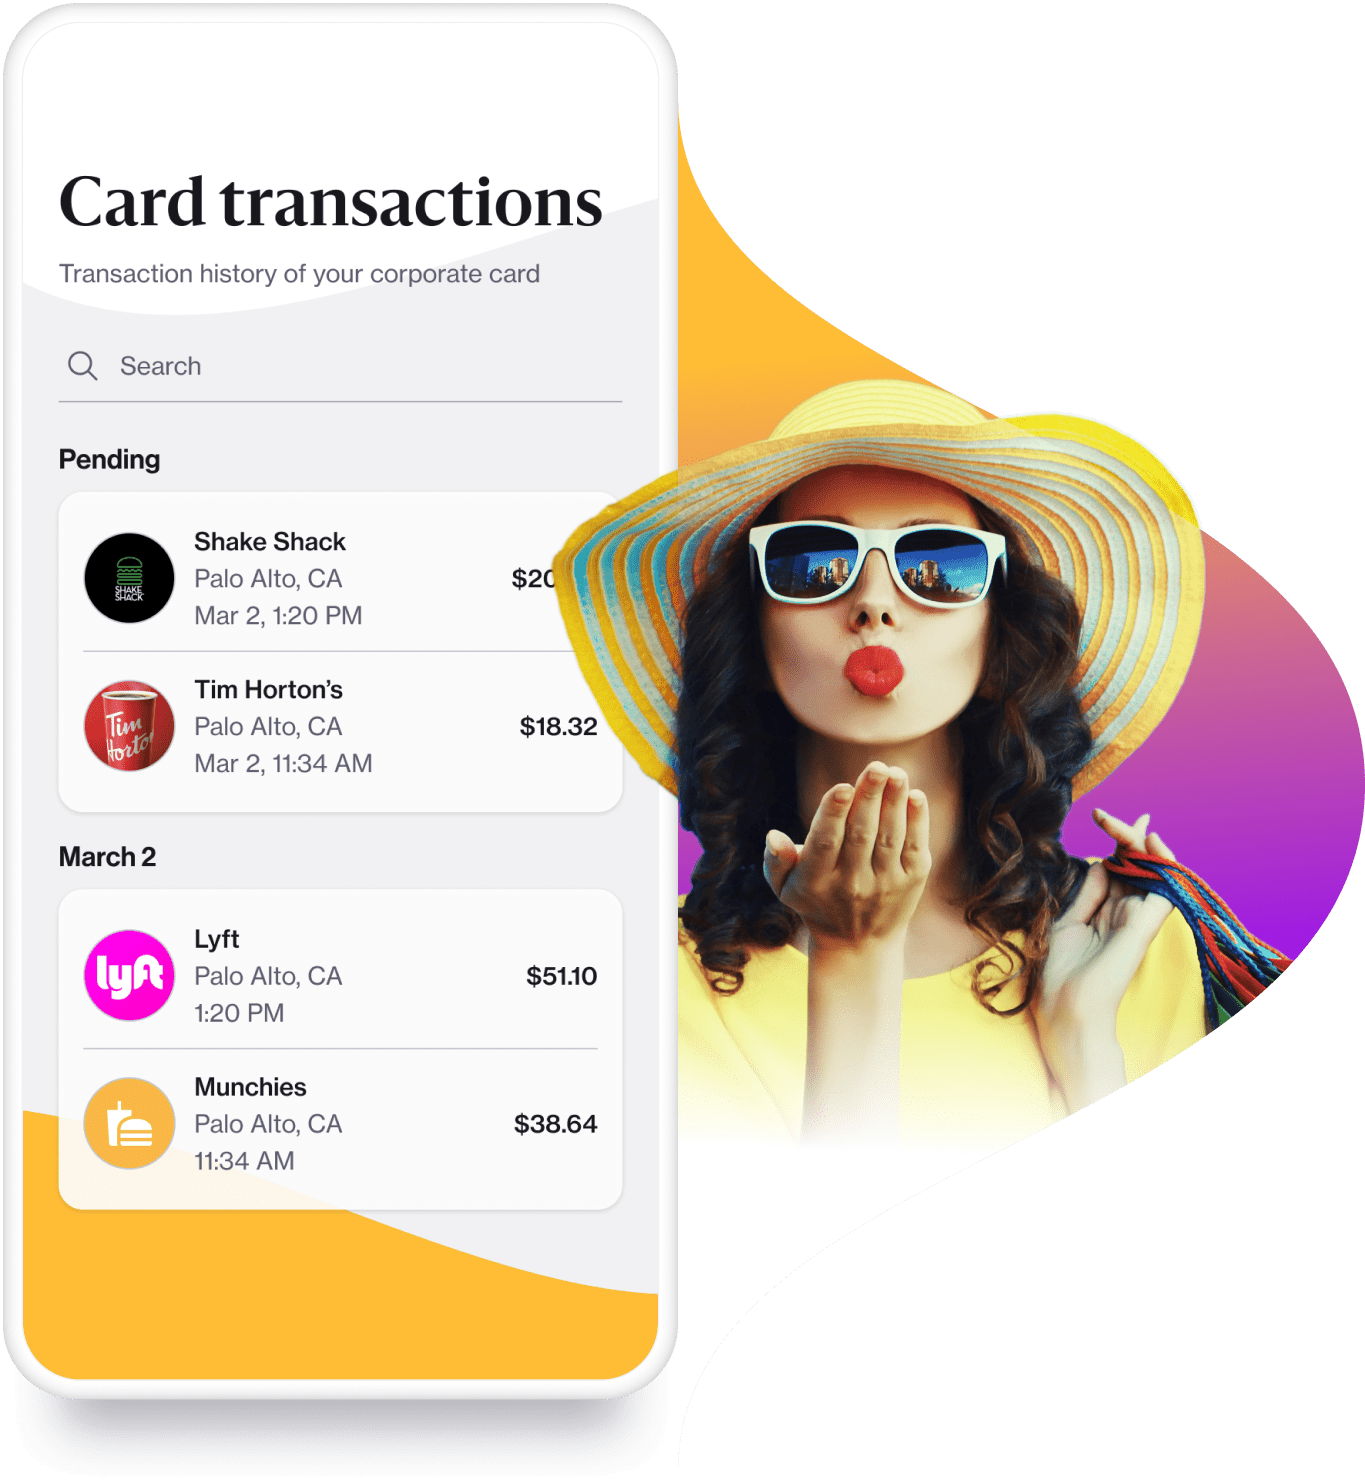 Card transactions
Transaction history of your corporate card
Search
Pending
Shake Shack
Palo Alto, CA
$20
Mar 2, 1:20 PM
SHAKE
SHACK
Tim Horton’s
Palo Alto, CA
$18.32
Mar 2, 11:34 AM
Tim
Horto
March 2
Lyft
Palo Alto, CA
$51.10
1:20 PM
lyft
Munchies
Palo Alto, CA
$38.64
11:34 AM